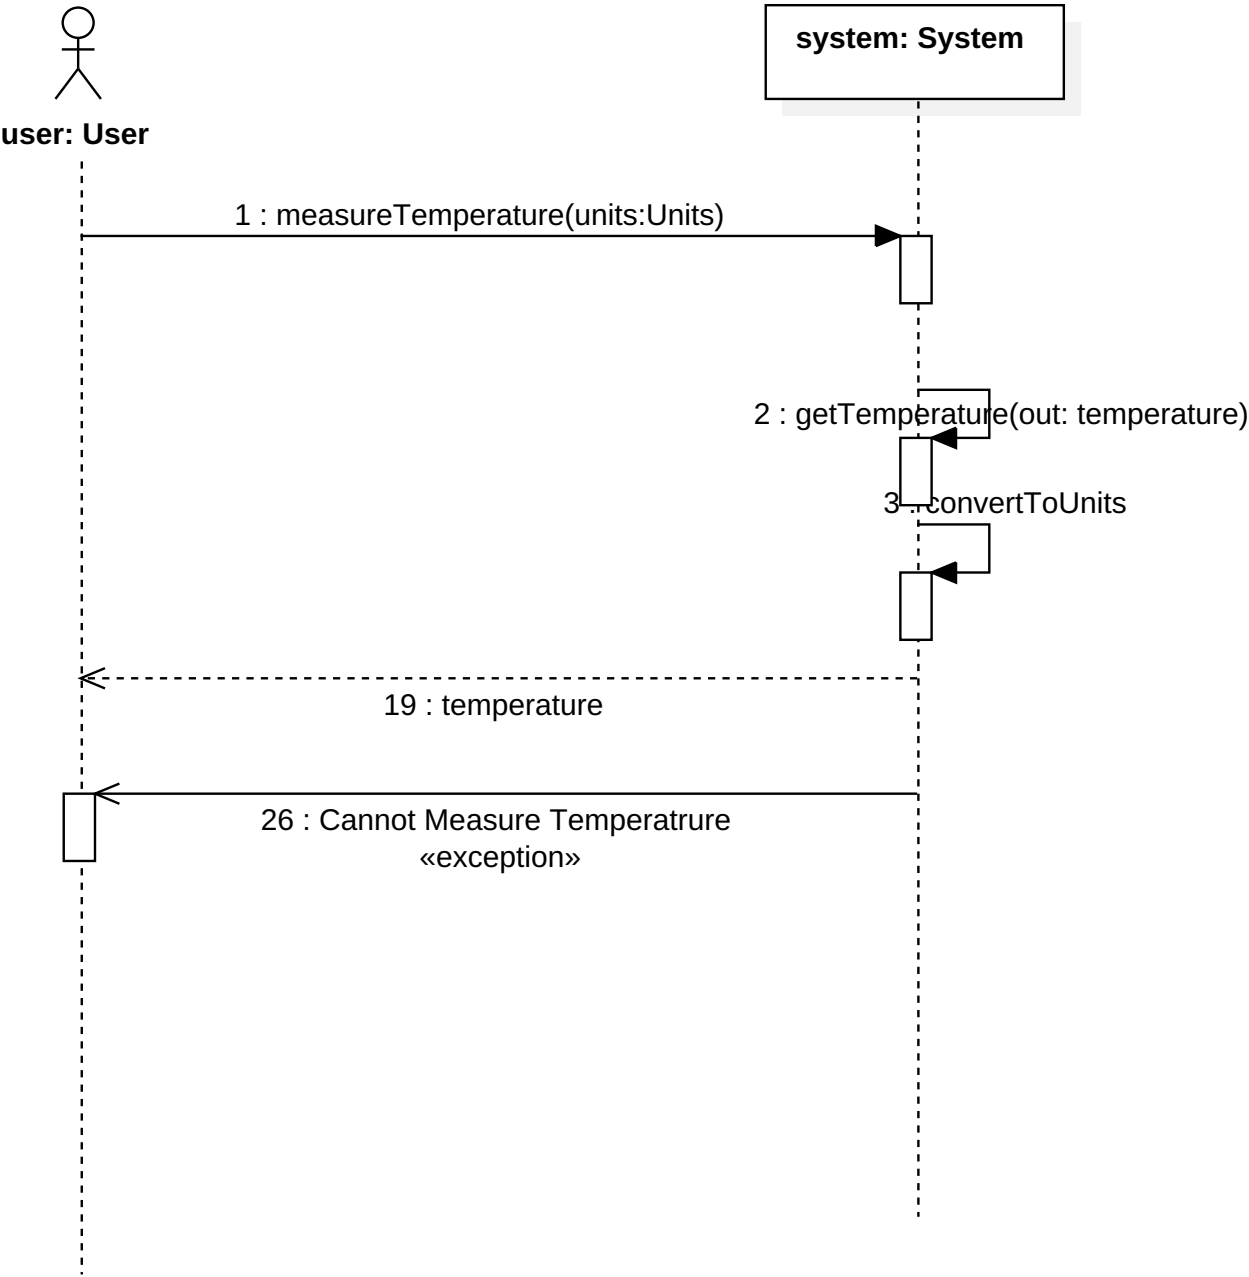 system: System
user: User
1 : measureTemperature(units:Units)
2 : getTemperature(out: temperature)
3 : convertToUnits
19 : temperature
26 : Cannot Measure Temperatrure
«exception»